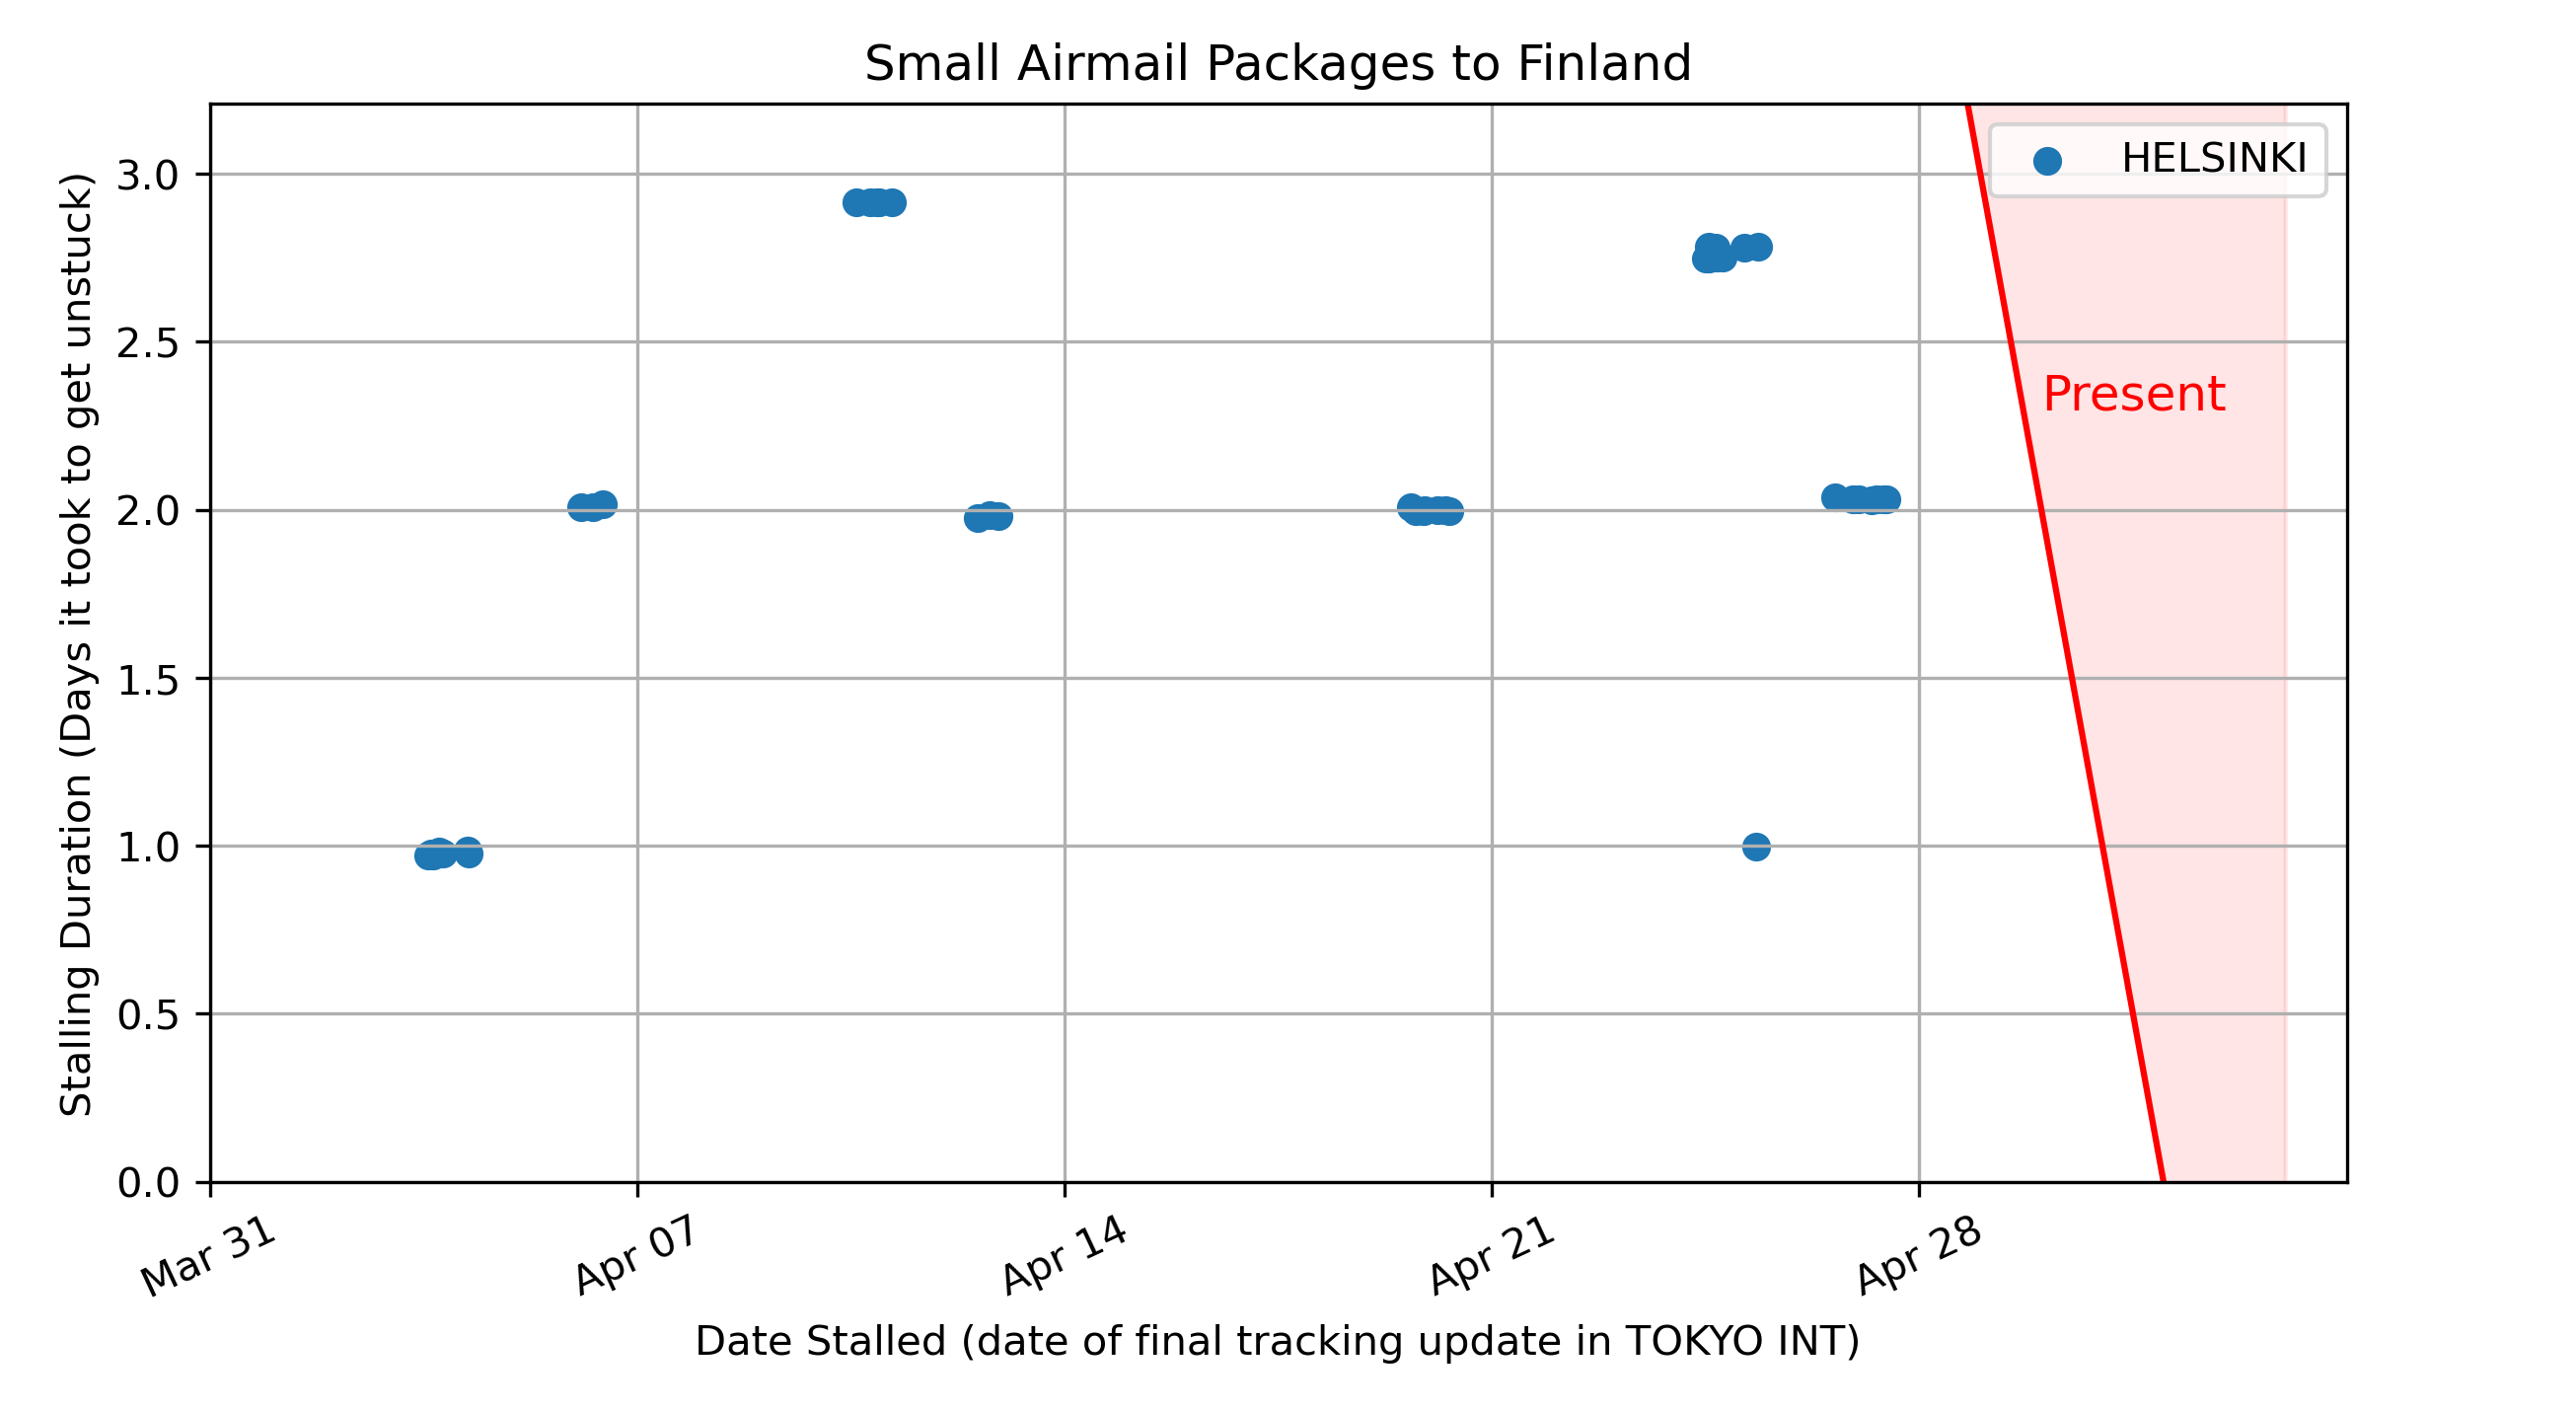 Small Airmail Packages to Finland
HELSINKI
Present
Stalling Duration (Days it took to get unstuck)
3.0
2.5
2.0
1.5
1.0
0.5
0.0
Mar 31
Apr 07
Apr 14
Apr 21
Apr 28
Date Stalled (date of final tracking update in TOKYO INT)